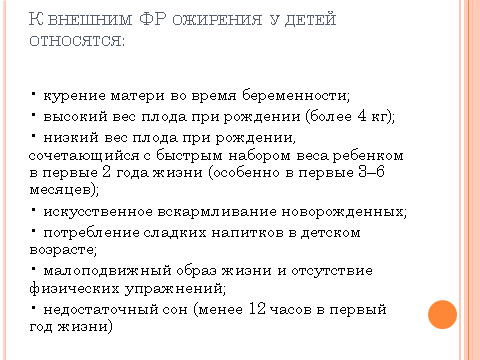 К ВНЕШНИМ ФР ОЖИРЕНИЯ У ДЕТЕЙ
ОТНОСЯТСЯ:
• курение матери во время беременности;
• высокий вес плода при рождении (более 4 кг);
• низкий вес плода при рождении,
сочетающийся с быстрым набором веса ребенком
в первые 2 года жизни (особенно в первые 3–6
месяцев);
• искусственное вскармливание новорожденных;
• потребление сладких напитков в детском
возрасте;
• малоподвижный образ жизни и отсутствие
физических упражнений;
• недостаточный сон (менее 12 часов в первый
год жизни)